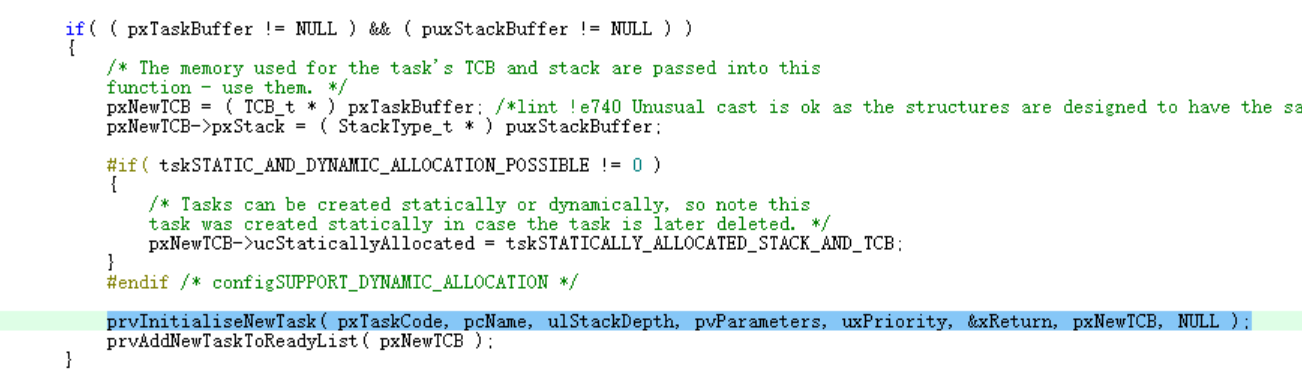 if( ( pxTaskBuffer != NULL ) && ( puxStackBuffer != NULL ) )
{
/* The memory used for the task's TCB and stack are passed into this
function - use them. */
pxNewTCB = ( TCB_t * ) pxTaskBuffer; /*lint !e740 Unusual cast is ok as the structures are designed to have the sa
pxNewTCB->pxStack = ( StackType_t * ) puxStackBuffer;
#if( tskSTATIC_AND_DYNAMIC_ALLOCATION_POSSIBLE != 0 )
{
/* Tasks can be created statically or dynamically, so note this
task was created statically in case the task is later deleted. */
pxNewTCB->ucStaticallyAllocated = tskSTATICALLY_ALLOCATED_STACK_AND_TCB;
}
#endif /* configSUPPORT_DYNAMIC_ALLOCATION */
prvInitialiseNewTask( pxTaskCode, pcName, ulStackDepth, pvParameters, uxPriority, &xReturn, pxNewTCB, NULL );
prvAddNewTaskToReadyList( pxNewTCB );
}